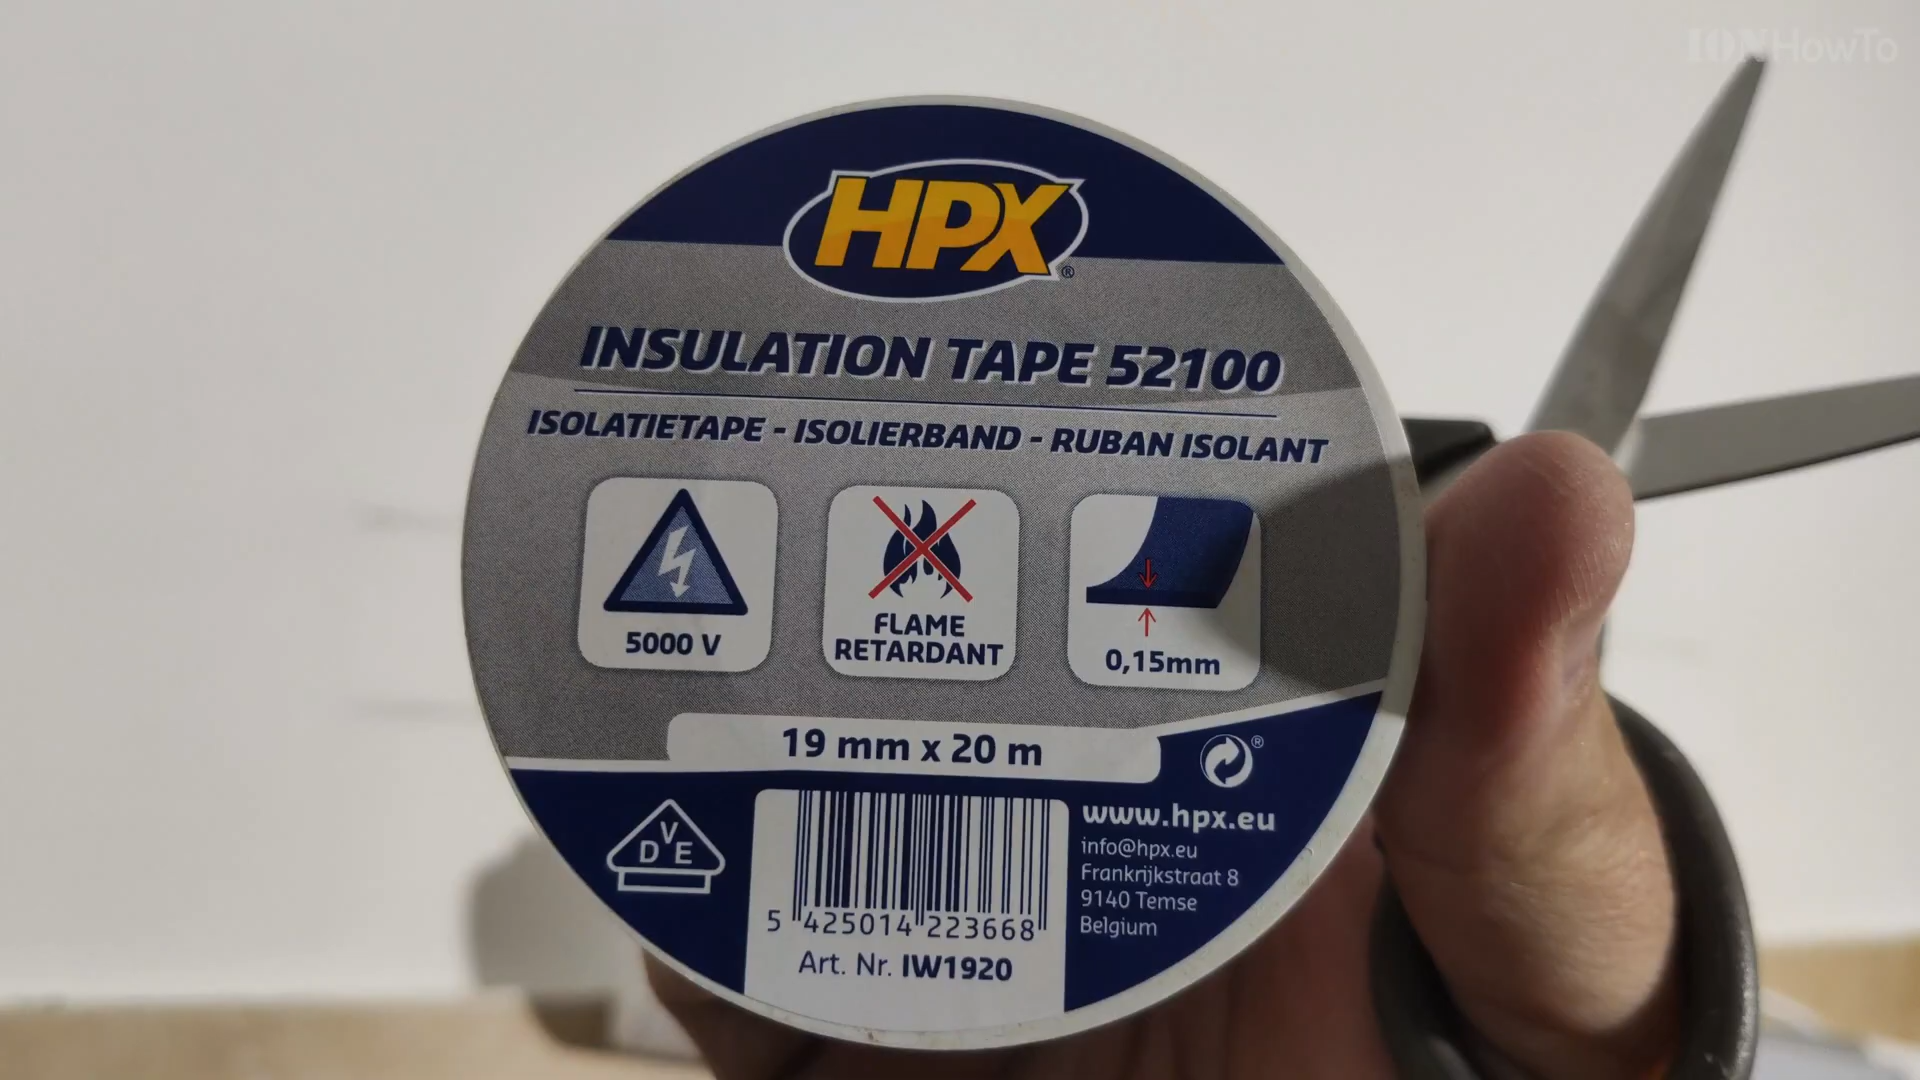 IONHowTo
HPX®
INSULATION TAPE 52100
ISOLATIETAPE - ISOLIERBAND - RUBAN ISOLANT
5000 V
FLAME
RETARDANT
0,15mm
19 mm x 20 m
®
VDE
www.hpx.eu
info@hpx.eu
Frankrijkstraat 8
9140 Temse
Belgium
5 425014 223668
Art. Nr. IW1920